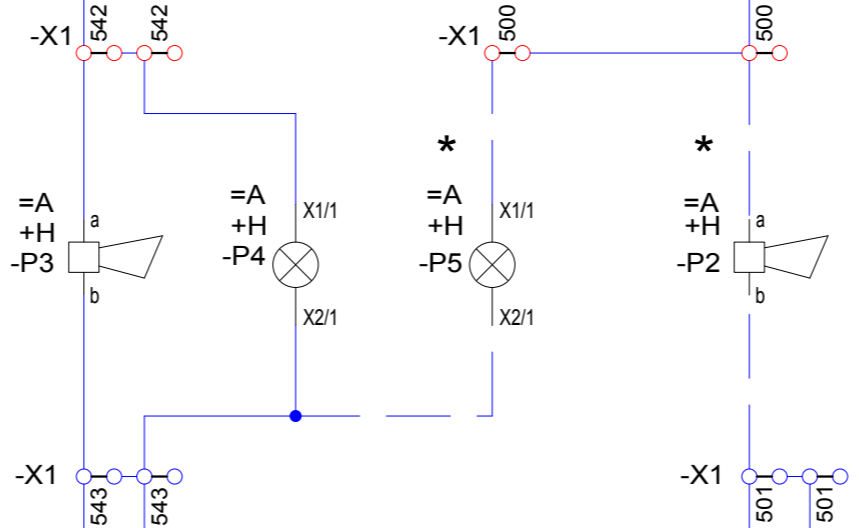 542
542
500
500
-X1
-X1
*
*
=A
+H
-P3
a
b
=A
+H
-P4
X1/1
X2/1
=A
+H
-P5
X1/1
X2/1
=A
+H
-P2
a
b
-X1
543
543
-X1
501
501